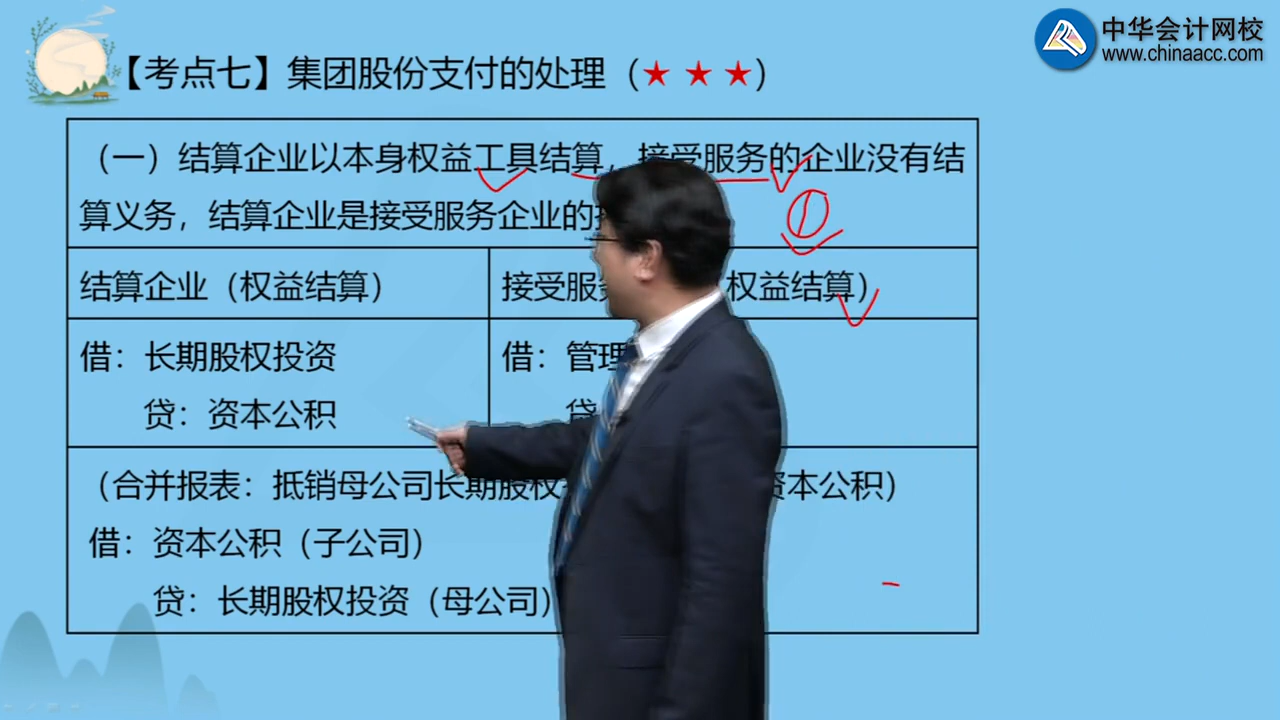 中华会计网校
www.chinaacc.com
【考点七】集团股份支付的处理（★ ★ ★）
（一）结算企业以本身权益工具结算，接受服务的企业没有结
算义务，结算企业是接受服务企业的
①
结算企业（权益结算） 接受服 权益结算）
借：长期股权投资 借：管理
贷：资本公积 贷
（合并报表：抵销母公司长期股权 资本公积）
借：资本公积（子公司）
贷：长期股权投资（母公司）